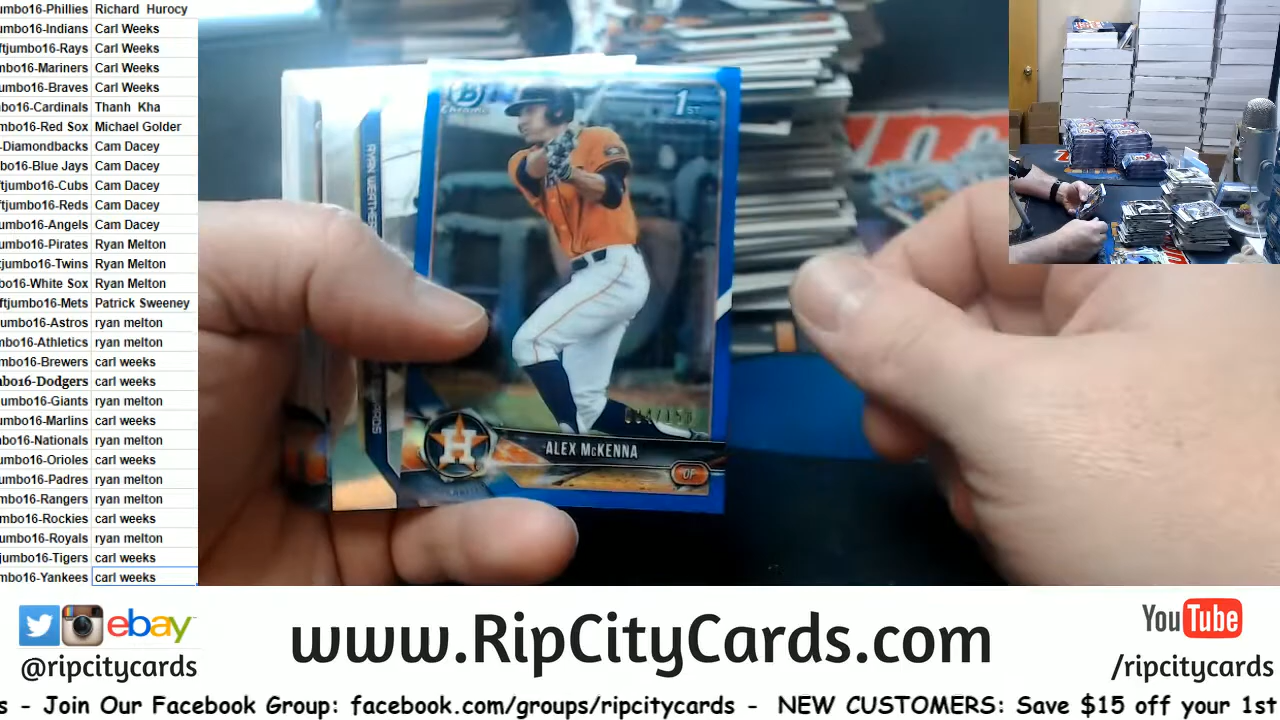 umbo16-Phillies Richard Hurocy
umbo16-Indians Carl Weeks
ftjumbo16-Rays Carl Weeks
mbo16-Mariners Carl Weeks
umbo16-Braves Carl Weeks
mbo16-Cardinals Thanh Kha
mbo16-Red Sox Michael Golder
-Diamondbacks Cam Dacey
bo16-Blue Jays Cam Dacey
jumbo16-Cubs Cam Dacey
ftjumbo16-Reds Cam Dacey
umbo16-Angels Cam Dacey
umbo16-Pirates Ryan Melton
jumbo16-Twins Ryan Melton
bo16-White Sox Ryan Melton
ftjumbo16-Mets Patrick Sweeney
umbo16-Astros ryan melton
mbo16-Athletics ryan melton
mbo16-Brewers carl weeks
mbo16-Dodgers carl weeks
umbo16-Giants ryan melton
umbo16-Marlins carl weeks
bo16-Nationals ryan melton
mbo16-Orioles carl weeks
umbo16-Padres ryan melton
mbo16-Rangers ryan melton
mbo16-Rockies carl weeks
umbo16-Royals ryan melton
jumbo16-Tigers carl weeks
mbo16-Yankees carl weeks
B
Chrome
1ST
RYAN WEATHER
H
ALEX McKENNA
OF
ebay
@ripcitycards
www.RipCityCards.com
YouTube
/ripcitycards
s - Join Our Facebook Group: facebook.com/groups/ripcitycards - NEW CUSTOMERS: Save $15 off your 1st